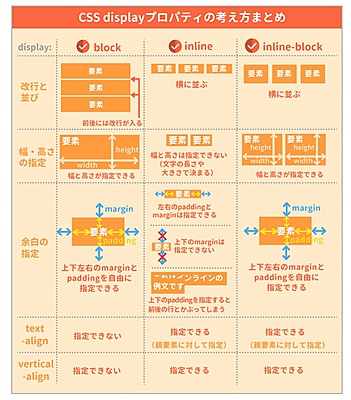 CSS displayプロパティの考え方まとめ
display:
block
inline
inline-block
改行と
並び
要素
要素
要素
前後には改行が入る
要素 要素 要素
横に並ぶ
要素 要素 要素
横に並ぶ
幅・高さ
の指定
要素
height
width
幅と高さが指定できる
要素 要素
幅と高さは指定できない
(文字の長さや
大きさで決まる)
要素 要素
height height
width width
幅と高さが指定できる
余白の
指定
margin
要素
padding
上下左右のmarginと
paddingを自由に
指定できる
要素
左右のpaddingと
marginは指定できる
要素
上下のmarginは
指定できない
これはインラインの
例文です
上下のpaddingを指定すると
前後の行とかぶってしまう
margin
要素
padding
上下左右のmarginと
paddingを自由に
指定できる
text
-align
指定できない
指定できる
(親要素に対して指定)
指定できる
(親要素に対して指定)
vertical
-align
指定できない
指定できる
指定できる